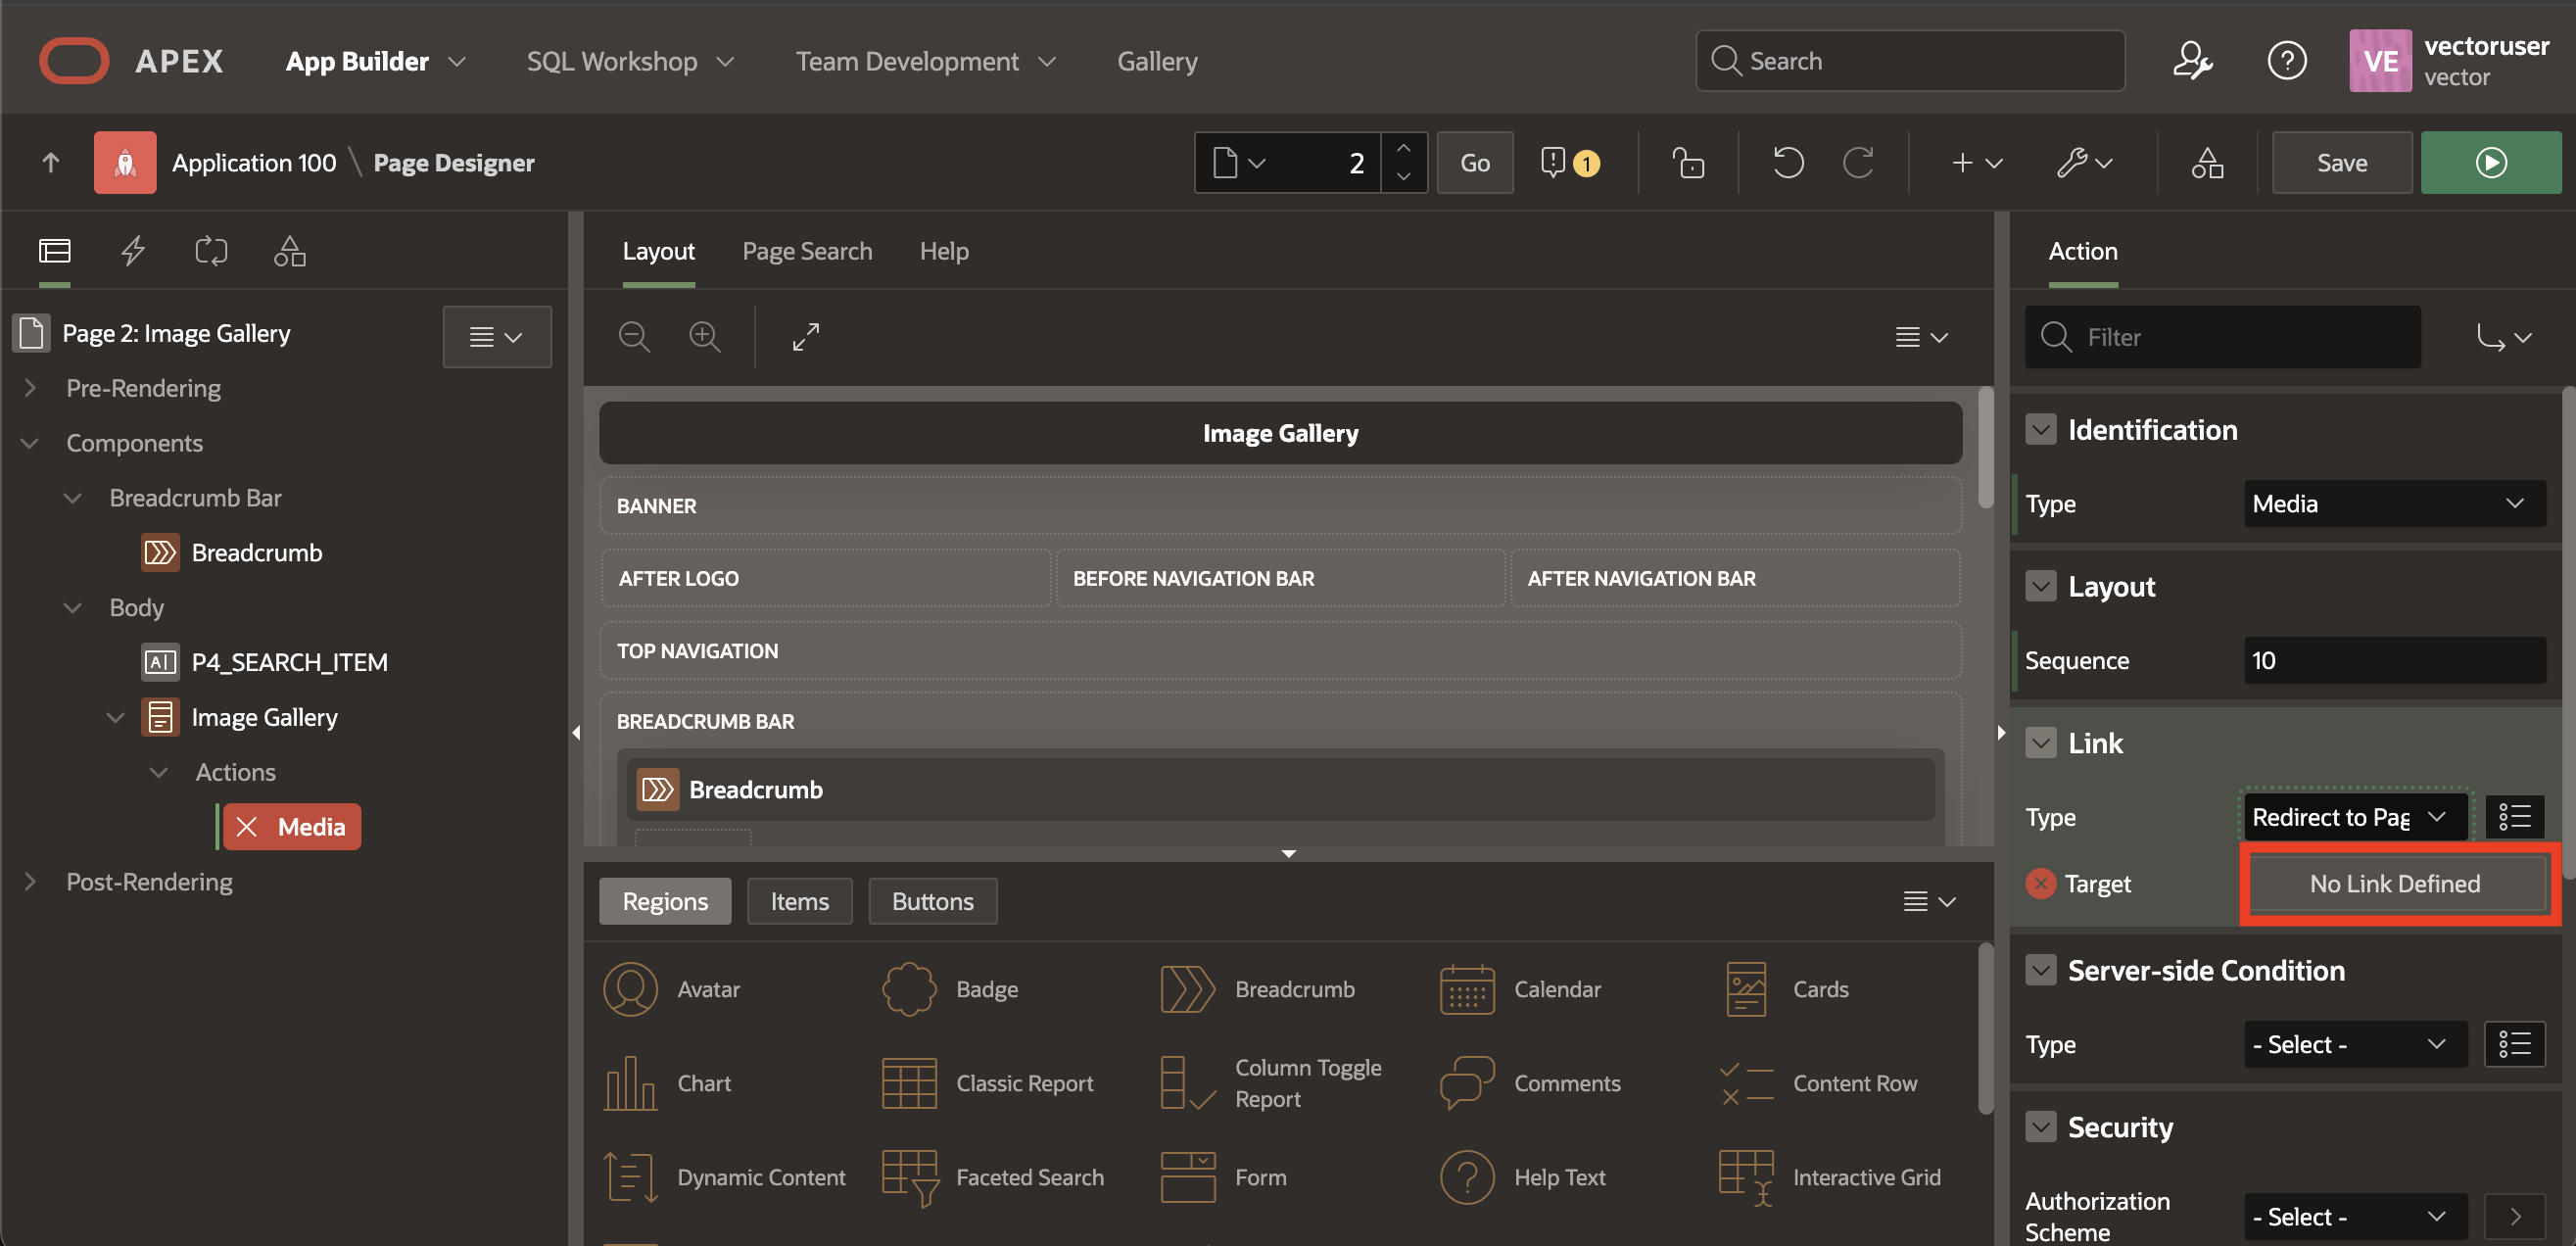 APEX App Builder SQL Workshop Team Development Gallery Search ? VE vectoruser
vector
Application 100 \ Page Designer 2 Go 1 Save
Layout Page Search Help Action
Page 2: Image Gallery
Filter
Pre-Rendering
Components
Breadcrumb Bar
Breadcrumb
Body
AI P4_SEARCH_ITEM
Image Gallery
Actions
Media
Post-Rendering
Image Gallery
BANNER
AFTER LOGO BEFORE NAVIGATION BAR AFTER NAVIGATION BAR
TOP NAVIGATION
BREADCRUMB BAR
Breadcrumb
Regions Items Buttons
Avatar Badge Breadcrumb Calendar Cards
Chart Classic Report Column Toggle
Report Comments Content Row
Dynamic Content Faceted Search Form ? Help Text Interactive Grid
Identification
Type Media
Layout
Sequence 10
Link
Type Redirect to Pag
Target No Link Defined
Server-side Condition
Type - Select -
Security
Authorization
Scheme - Select -